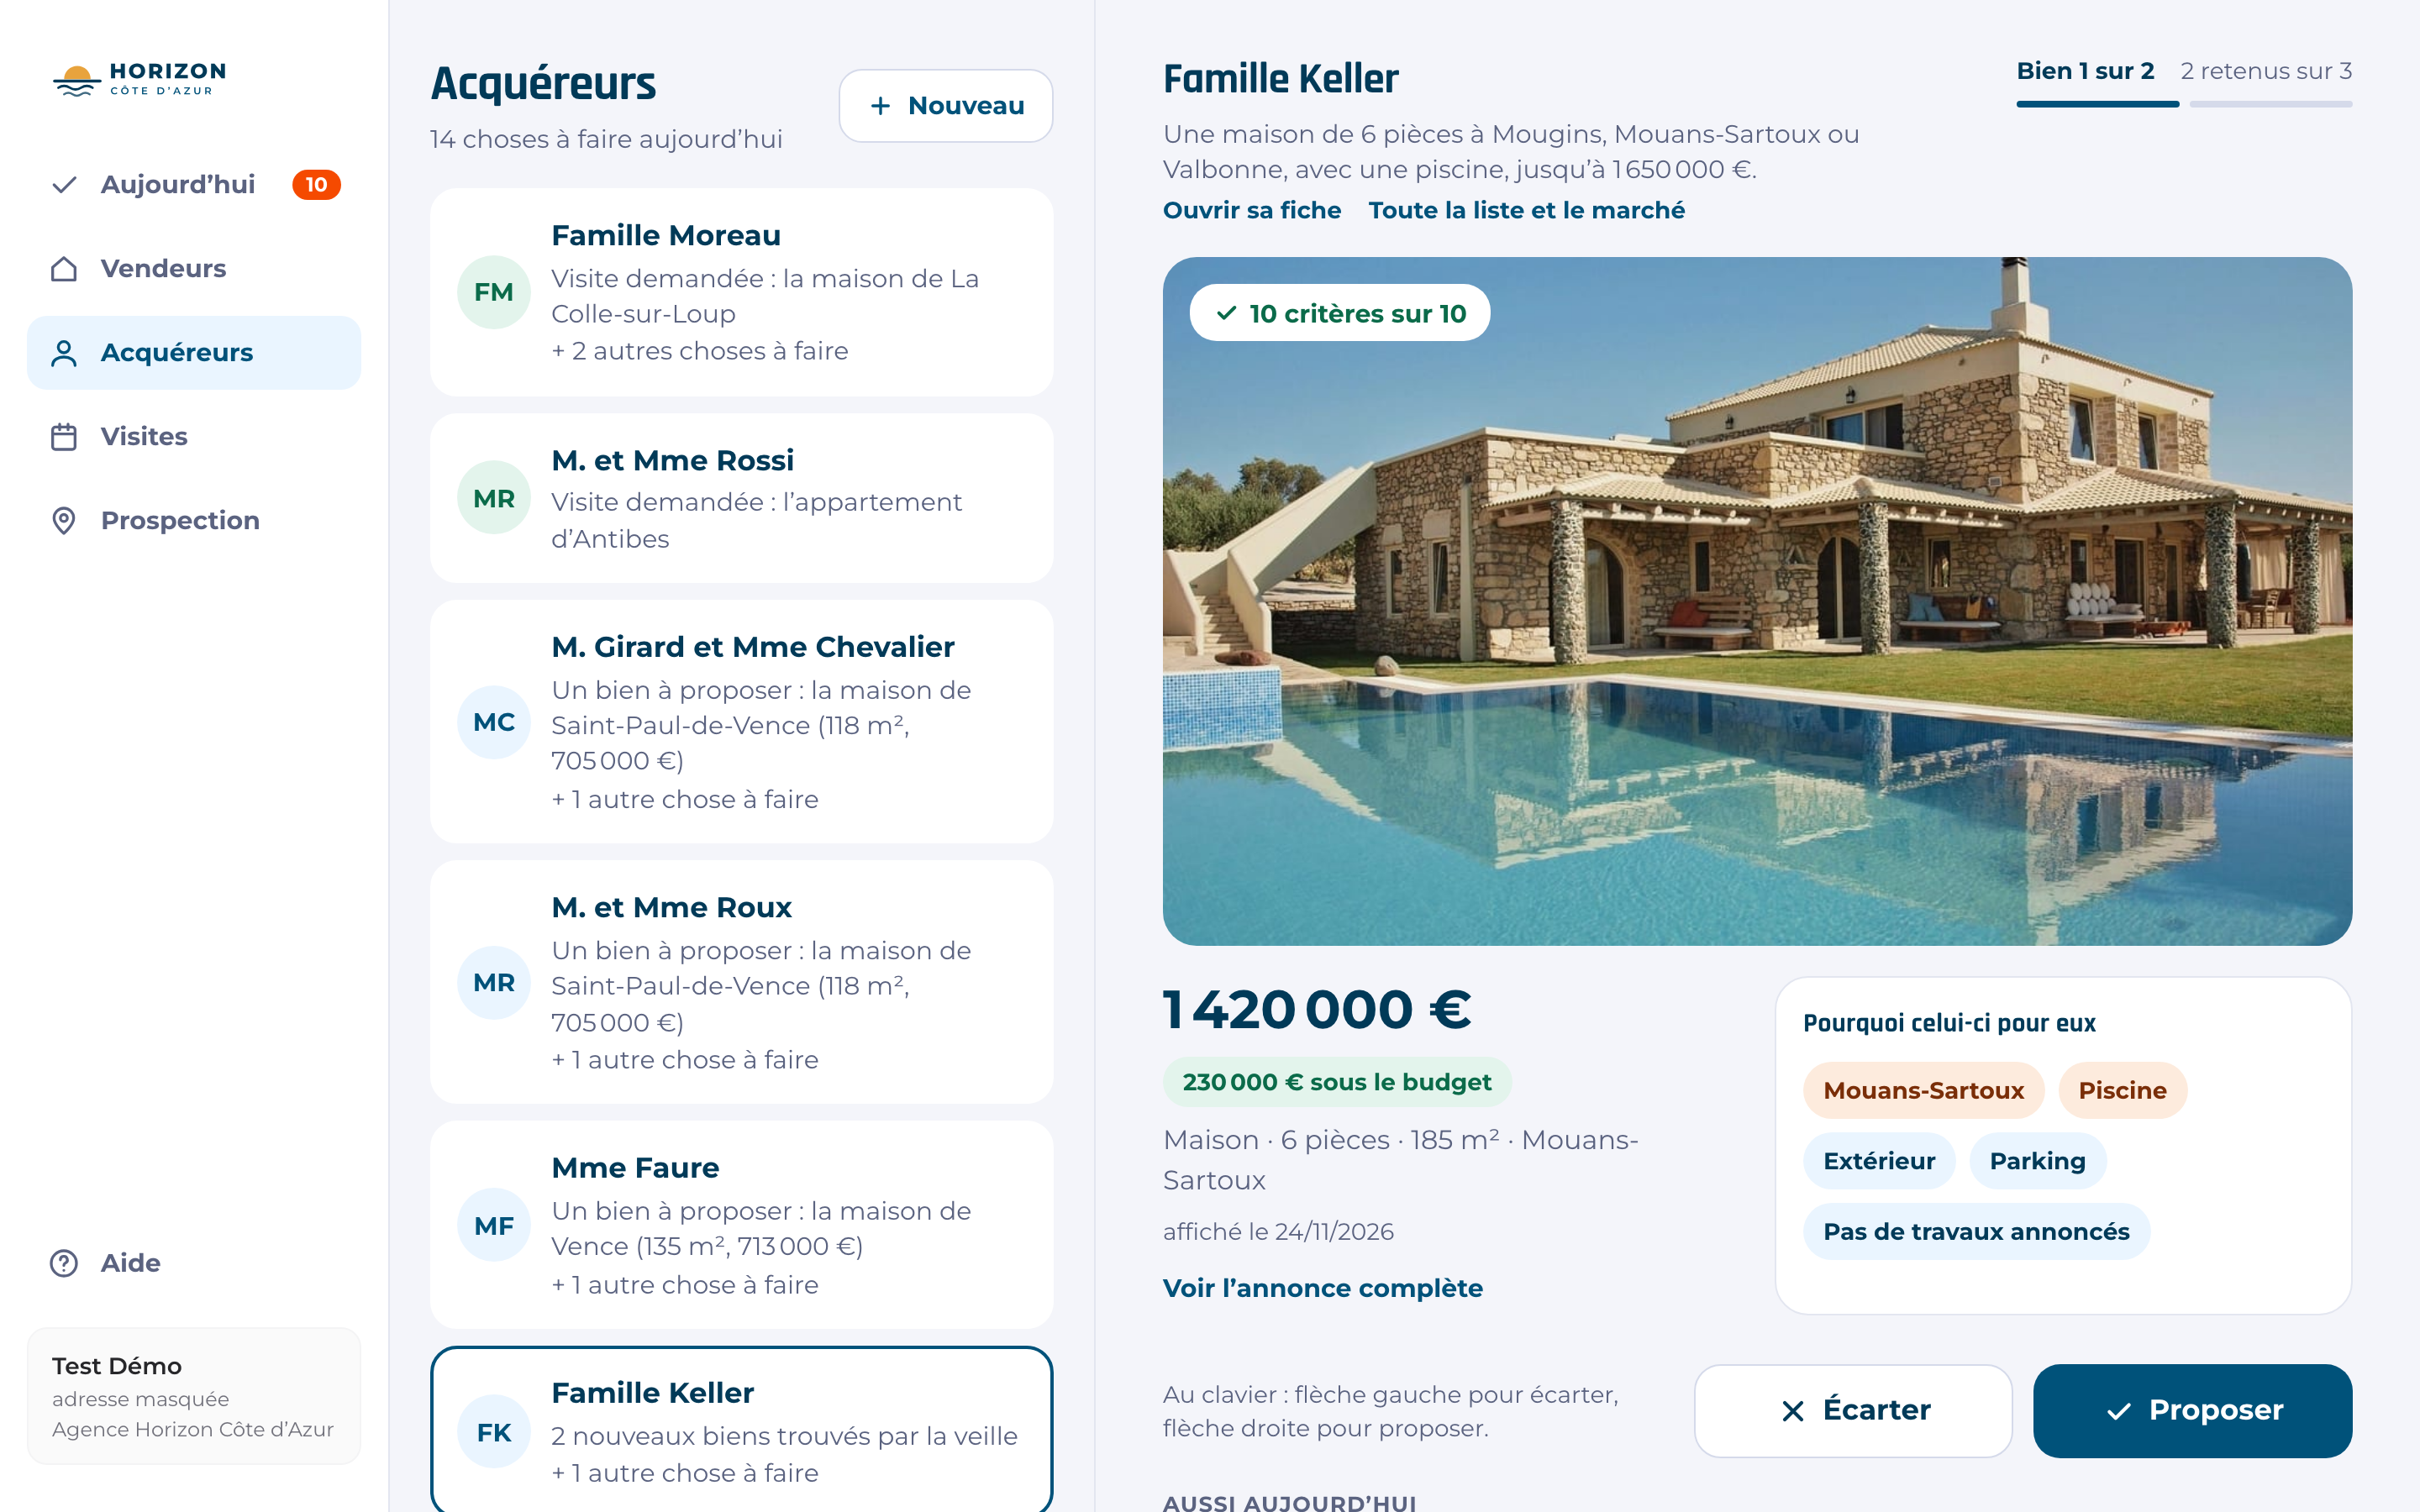 HORIZON
CÔTE D'AZUR
Aujourd’hui
10
Vendeurs
Acquéreurs
Visites
Prospection
Aide
Test Démo
adresse masquée
Agence Horizon Côte d’Azur
Acquéreurs
14 choses à faire aujourd’hui
+ Nouveau
FM
Famille Moreau
Visite demandée : la maison de La
Colle-sur-Loup
+ 2 autres choses à faire
MR
M. et Mme Rossi
Visite demandée : l’appartement
d’Antibes
MC
M. Girard et Mme Chevalier
Un bien à proposer : la maison de
Saint-Paul-de-Vence (118 m²,
705 000 €)
+ 1 autre chose à faire
MR
M. et Mme Roux
Un bien à proposer : la maison de
Saint-Paul-de-Vence (118 m²,
705 000 €)
+ 1 autre chose à faire
MF
Mme Faure
Un bien à proposer : la maison de
Vence (135 m², 713 000 €)
+ 1 autre chose à faire
FK
Famille Keller
2 nouveaux biens trouvés par la veille
+ 1 autre chose à faire
Famille Keller
Bien 1 sur 2
2 retenus sur 3
Une maison de 6 pièces à Mougins, Mouans-Sartoux ou
Valbonne, avec une piscine, jusqu’à 1 650 000 €.
Ouvrir sa fiche
Toute la liste et le marché
10 critères sur 10
1 420 000 €
230 000 € sous le budget
Maison · 6 pièces · 185 m² · Mouans-
Sartoux
affiché le 24/11/2026
Voir l’annonce complète
Pourquoi celui-ci pour eux
Mouans-Sartoux
Piscine
Extérieur
Parking
Pas de travaux annoncés
Au clavier : flèche gauche pour écarter,
flèche droite pour proposer.
Écarter
Proposer
AUSSI AUJOURD’HUI